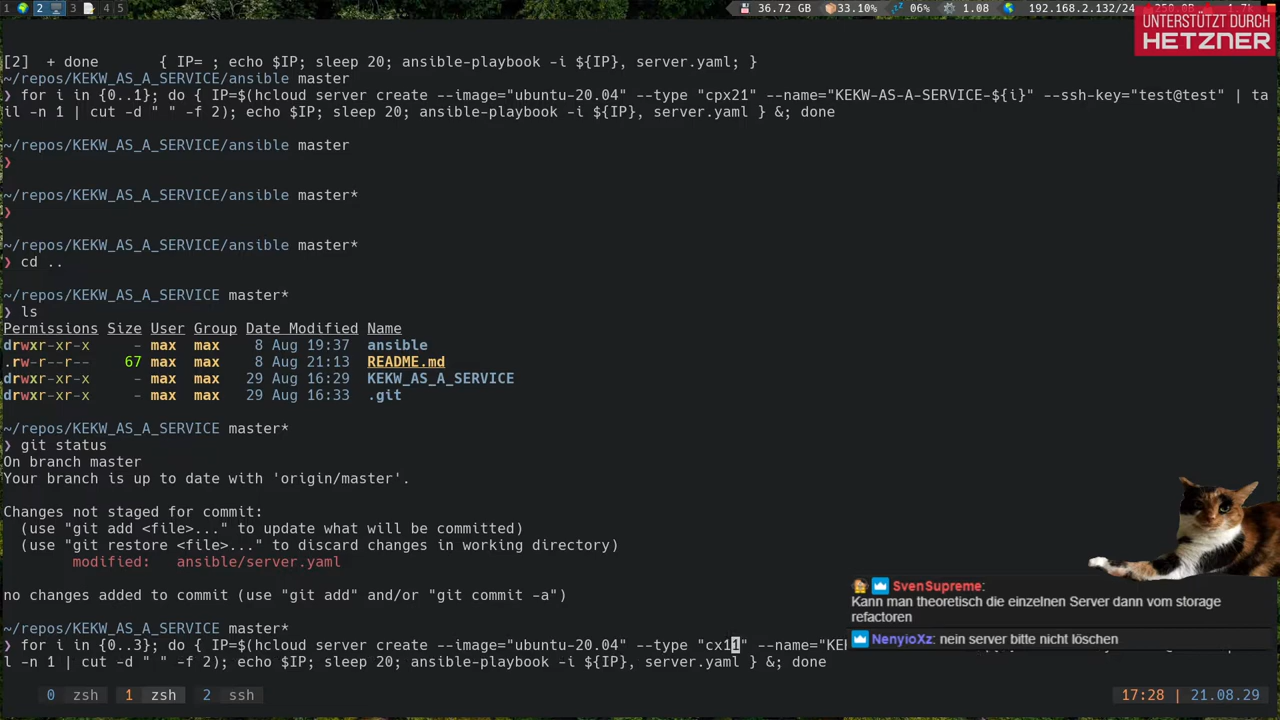 1 2 3 4 5
36.72 GB 33.10% 06% 1.08 192.168.2.132/24 250.0B 1.7k
UNTERSTÜTZT DURCH
HETZNER
[2] + done { IP= ; echo $IP; sleep 20; ansible-playbook -i ${IP}, server.yaml; }
~/repos/KEKW_AS_A_SERVICE/ansible master
❯ for i in {0..1}; do { IP=$(hcloud server create --image="ubuntu-20.04" --type "cpx21" --name="KEKW-AS-A-SERVICE-${i}" --ssh-key="test@test" | ta
il -n 1 | cut -d " " -f 2); echo $IP; sleep 20; ansible-playbook -i ${IP}, server.yaml } &; done
~/repos/KEKW_AS_A_SERVICE/ansible master
❯
~/repos/KEKW_AS_A_SERVICE/ansible master*
❯
~/repos/KEKW_AS_A_SERVICE/ansible master*
❯ cd ..
~/repos/KEKW_AS_A_SERVICE master*
❯ ls
Permissions Size User Group Date Modified Name
drwxr-xr-x - max max 8 Aug 19:37 ansible
.rw-r--r-- 67 max max 8 Aug 21:13 README.md
drwxr-xr-x - max max 29 Aug 16:29 KEKW_AS_A_SERVICE
drwxr-xr-x - max max 29 Aug 16:33 .git
~/repos/KEKW_AS_A_SERVICE master*
❯ git status
On branch master
Your branch is up to date with 'origin/master'.
Changes not staged for commit:
(use "git add <file>..." to update what will be committed)
(use "git restore <file>..." to discard changes in working directory)
modified: ansible/server.yaml
no changes added to commit (use "git add" and/or "git commit -a")
SvenSupreme:
Kann man theoretisch die einzelnen Server dann vom storage
refactoren
NenyioXz: nein server bitte nicht löschen
~/repos/KEKW_AS_A_SERVICE master*
❯ for i in {0..3}; do { IP=$(hcloud server create --image="ubuntu-20.04" --type "cx11" --name="KEK
l -n 1 | cut -d " " -f 2); echo $IP; sleep 20; ansible-playbook -i ${IP}, server.yaml } &; done
0 zsh 1 zsh 2 ssh
17:28 | 21.08.29